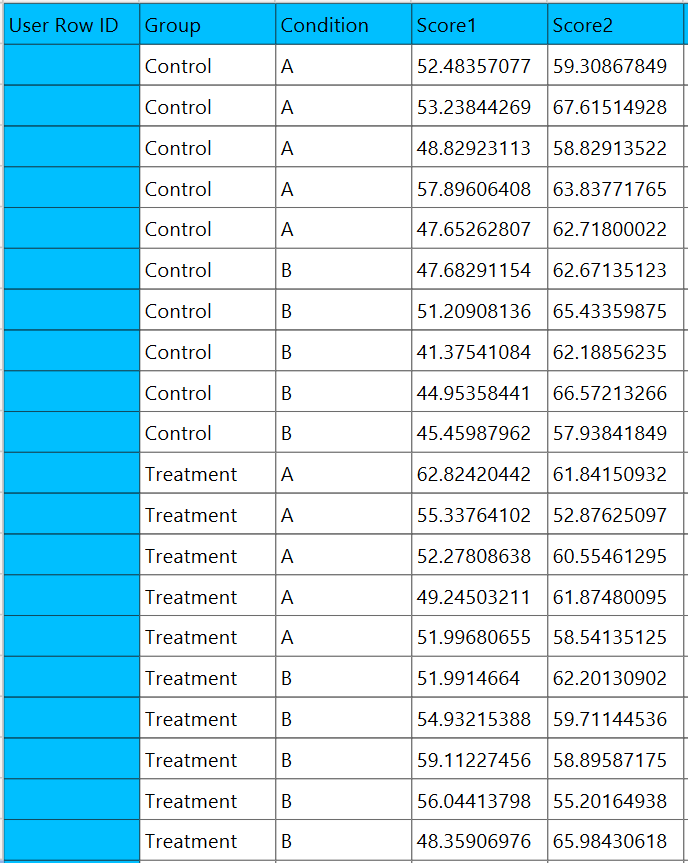 User Row ID Group Condition Score1 Score2
Control A 52.48357077 59.30867849
Control A 53.23844269 67.61514928
Control A 48.82923113 58.82913522
Control A 57.89606408 63.83771765
Control A 47.65262807 62.71800022
Control B 47.68291154 62.67135123
Control B 51.20908136 65.43359875
Control B 41.37541084 62.18856235
Control B 44.95358441 66.57213266
Control B 45.45987962 57.93841849
Treatment A 62.82420442 61.84150932
Treatment A 55.33764102 52.87625097
Treatment A 52.27808638 60.55461295
Treatment A 49.24503211 61.87480095
Treatment A 51.99680655 58.54135125
Treatment B 51.9914664 62.20130902
Treatment B 54.93215388 59.71144536
Treatment B 59.11227456 58.89587175
Treatment B 56.04413798 55.20164938
Treatment B 48.35906976 65.98430618